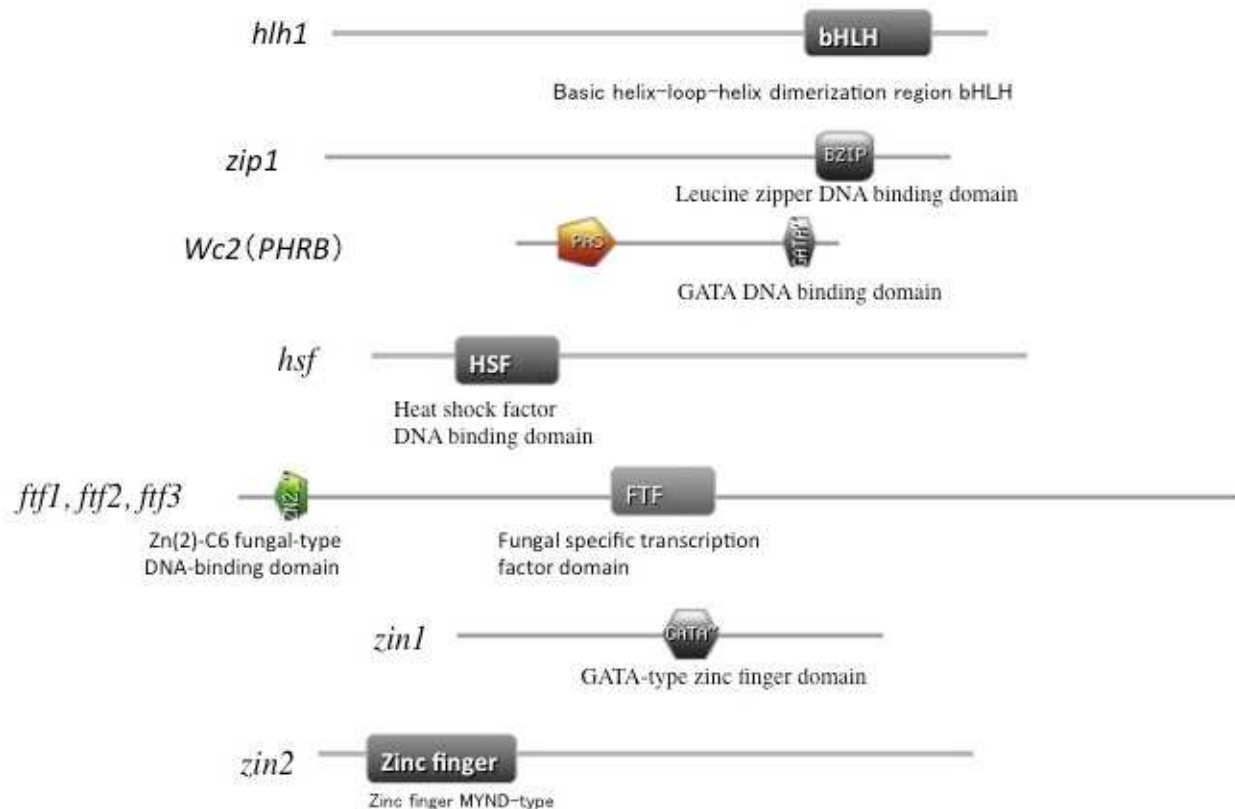 hlh1
bHLH
Basic helix-loop-helix dimerization region bHLH
zip1
BZIP
Leucine zipper DNA binding domain
Wc2(PHRB)
PAS
GATA
GATA DNA binding domain
hsf
HSF
Heat shock factor
DNA binding domain
ftf1, ftf2, ftf3
FTF
Zn(2)-C6 fungal-type
DNA-binding domain
Fungal specific transcription
factor domain
zin1
GATA
GATA-type zinc finger domain
zin2
Zinc finger
Zinc finger MYND-type